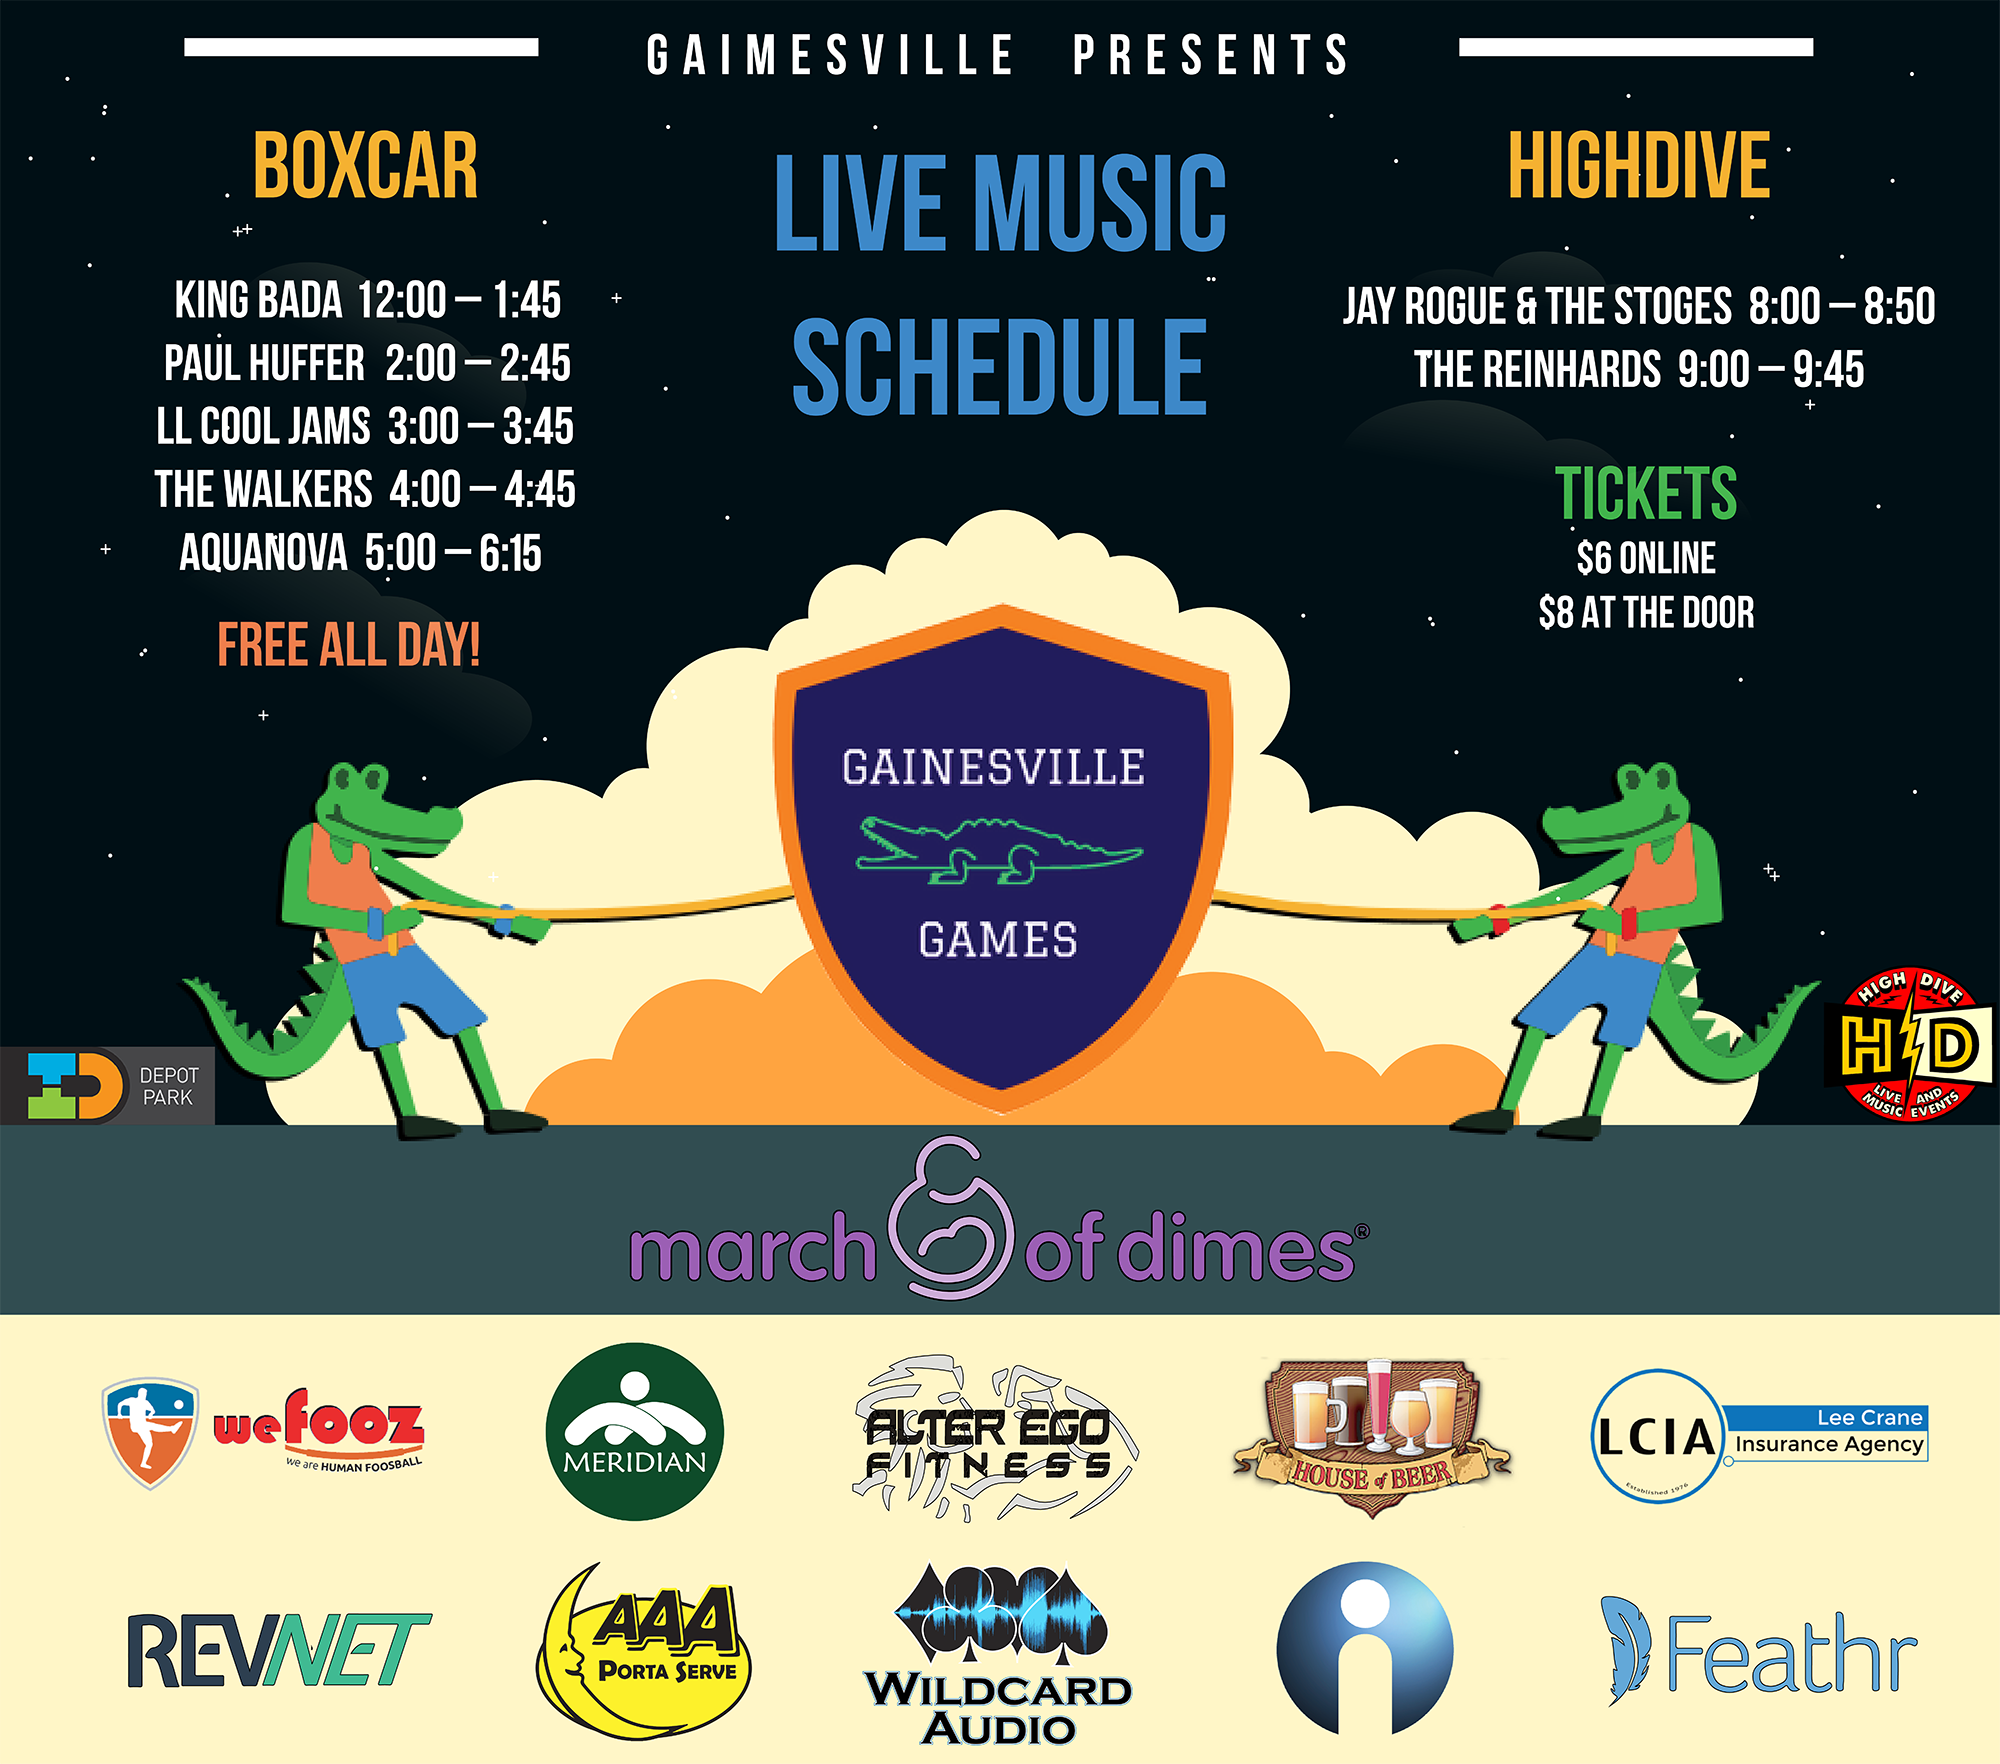 GAIMESVILLE PRESENTS
BOXCAR
KING BADA 12:00 – 1:45
PAUL HUFFER 2:00 – 2:45
LL COOL JAMS 3:00 – 3:45
THE WALKERS 4:00 – 4:45
AQUANOVA 5:00 – 6:15
FREE ALL DAY!
LIVE MUSIC
SCHEDULE
HIGHDIVE
JAY ROGUE & THE STOGES 8:00 – 8:50
THE REINHARDS 9:00 – 9:45
TICKETS
$6 ONLINE
$8 AT THE DOOR
GAINESVILLE
GAMES
DEPOT
PARK
HIGH DIVE
H D
LIVE AND
MUSIC EVENTS
march of dimes®
wefooz
we are HUMAN FOOSBALL
MERIDIAN
ALTER EGO
FITNESS
HOUSE of BEER
LCIA
Lee Crane
Insurance Agency
Established 1976
REVNET
AAA
PORTA SERVE
WILDCARD
AUDIO
Feathr